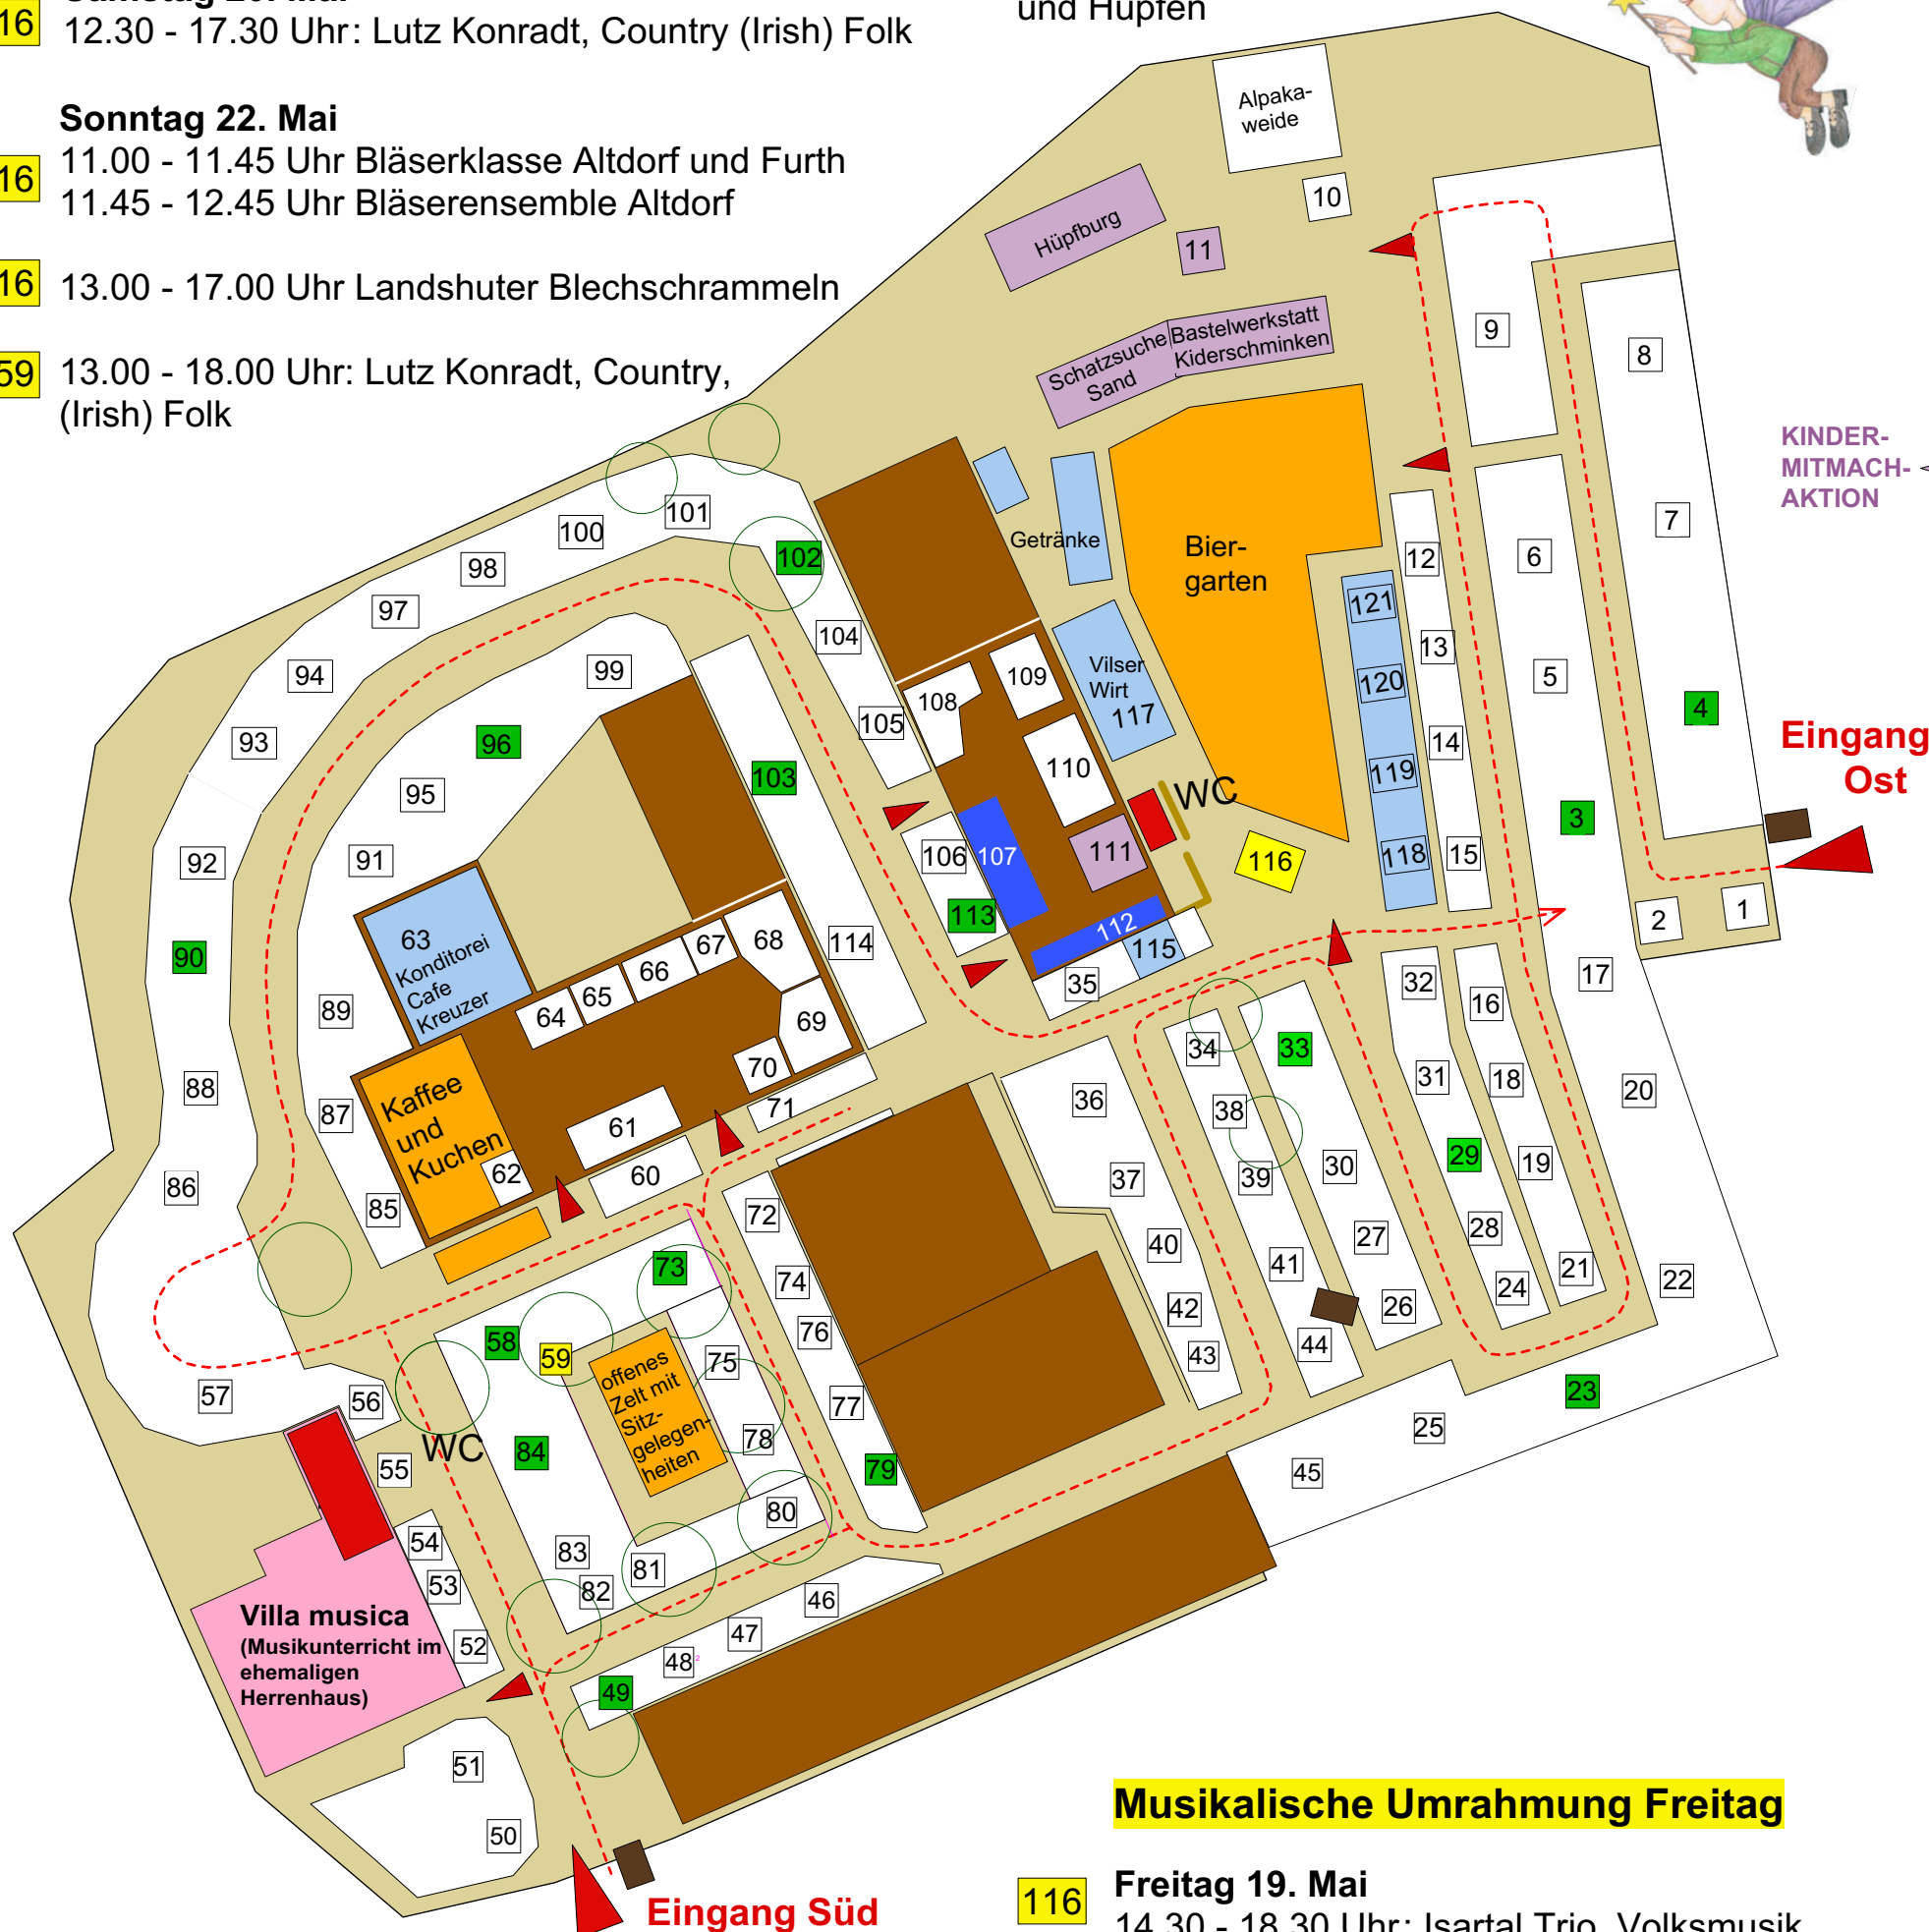 16
12.30 - 17.30 Uhr: Lutz Konradt, Country (Irish) Folk
und Hüpfen
Sonntag 22. Mai
16
11.00 - 11.45 Uhr Bläserklasse Altdorf und Furth
11.45 - 12.45 Uhr Bläserensemble Altdorf
16
13.00 - 17.00 Uhr Landshuter Blechschrammeln
59
13.00 - 18.00 Uhr: Lutz Konradt, Country,
(Irish) Folk
Alpaka-
weide
10
Hüpfburg
11
Schatzsuche
Sand
Bastelwerkstatt
Kiderschminken
9
8
KINDER-
MITMACH-
AKTION
7
6
5
4
3
Eingang
Ost
2
1
Getränke
Bier-
garten
12
13
14
15
121
120
119
118
Vilser
Wirt
117
WC
116
101
100
102
98
97
94
93
104
105
99
96
95
103
92
91
90
89
88
87
86
85
108
109
110
111
106
107
113
112
115
35
114
63
Konditorei
Cafe
Kreuzer
64
65
66
67
68
69
70
71
Kaffee
und
Kuchen
62
61
60
17
32
16
34
33
36
31
18
20
38
37
39
30
29
19
40
41
27
28
21
22
24
26
42
43
44
23
25
45
72
73
74
76
58
59
75
offenes
Zelt mit
Sitz-
gelegen-
heiten
77
78
79
80
84
83
82
81
57
56
WC
55
54
53
52
Villa musica
(Musikunterricht im
ehemaligen
Herrenhaus)
46
47
48
2
49
51
50
Eingang Süd
Musikalische Umrahmung Freitag
116
Freitag 19. Mai
14.30 - 18.30 Uhr: Isartal Trio, Volksmusik